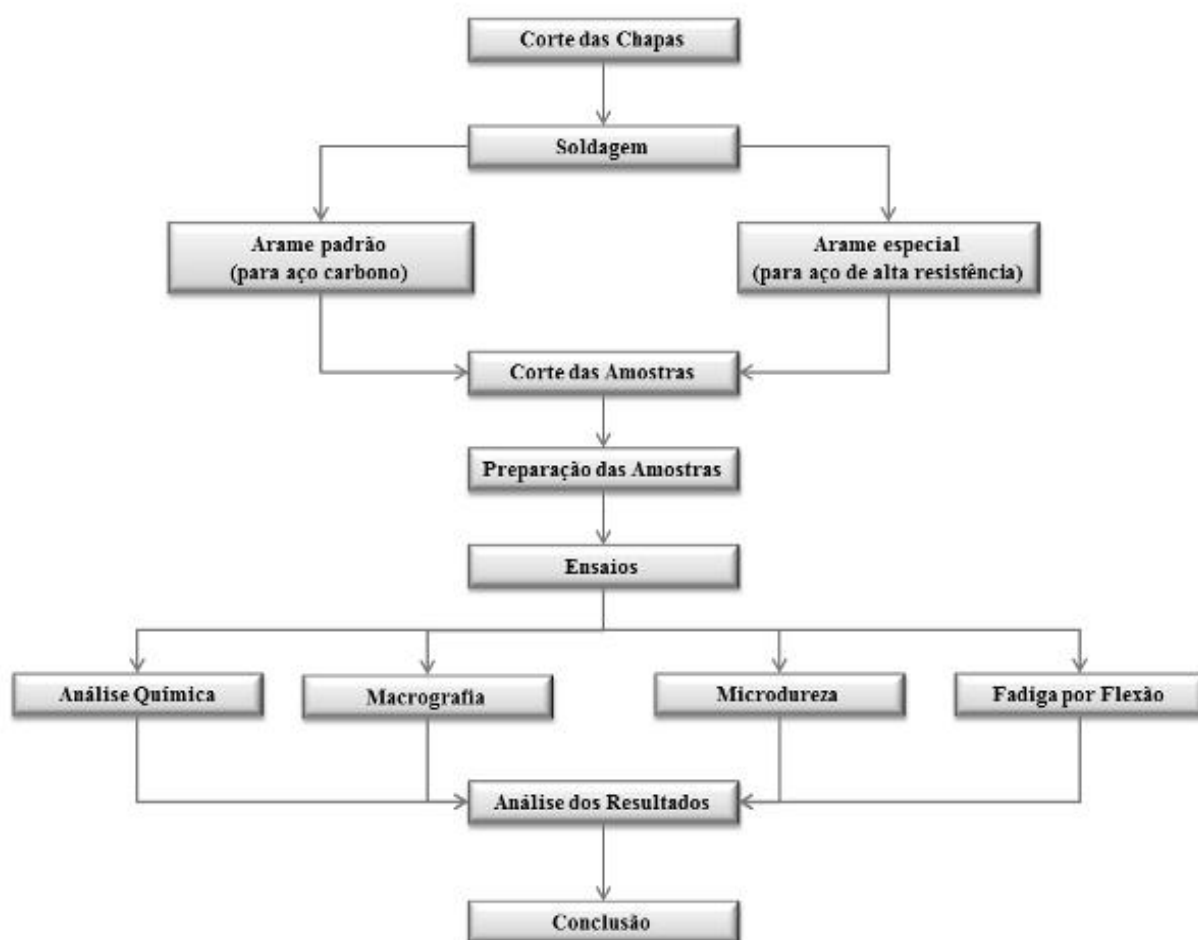 Corte das Chapas
Soldagem
Arame padrão
(para aço carbono)
Arame especial
(para aço de alta resistência)
Corte das Amostras
Preparação das Amostras
Ensaios
Análise Química
Macrografia
Microdureza
Fadiga por Flexão
Análise dos Resultados
Conclusão